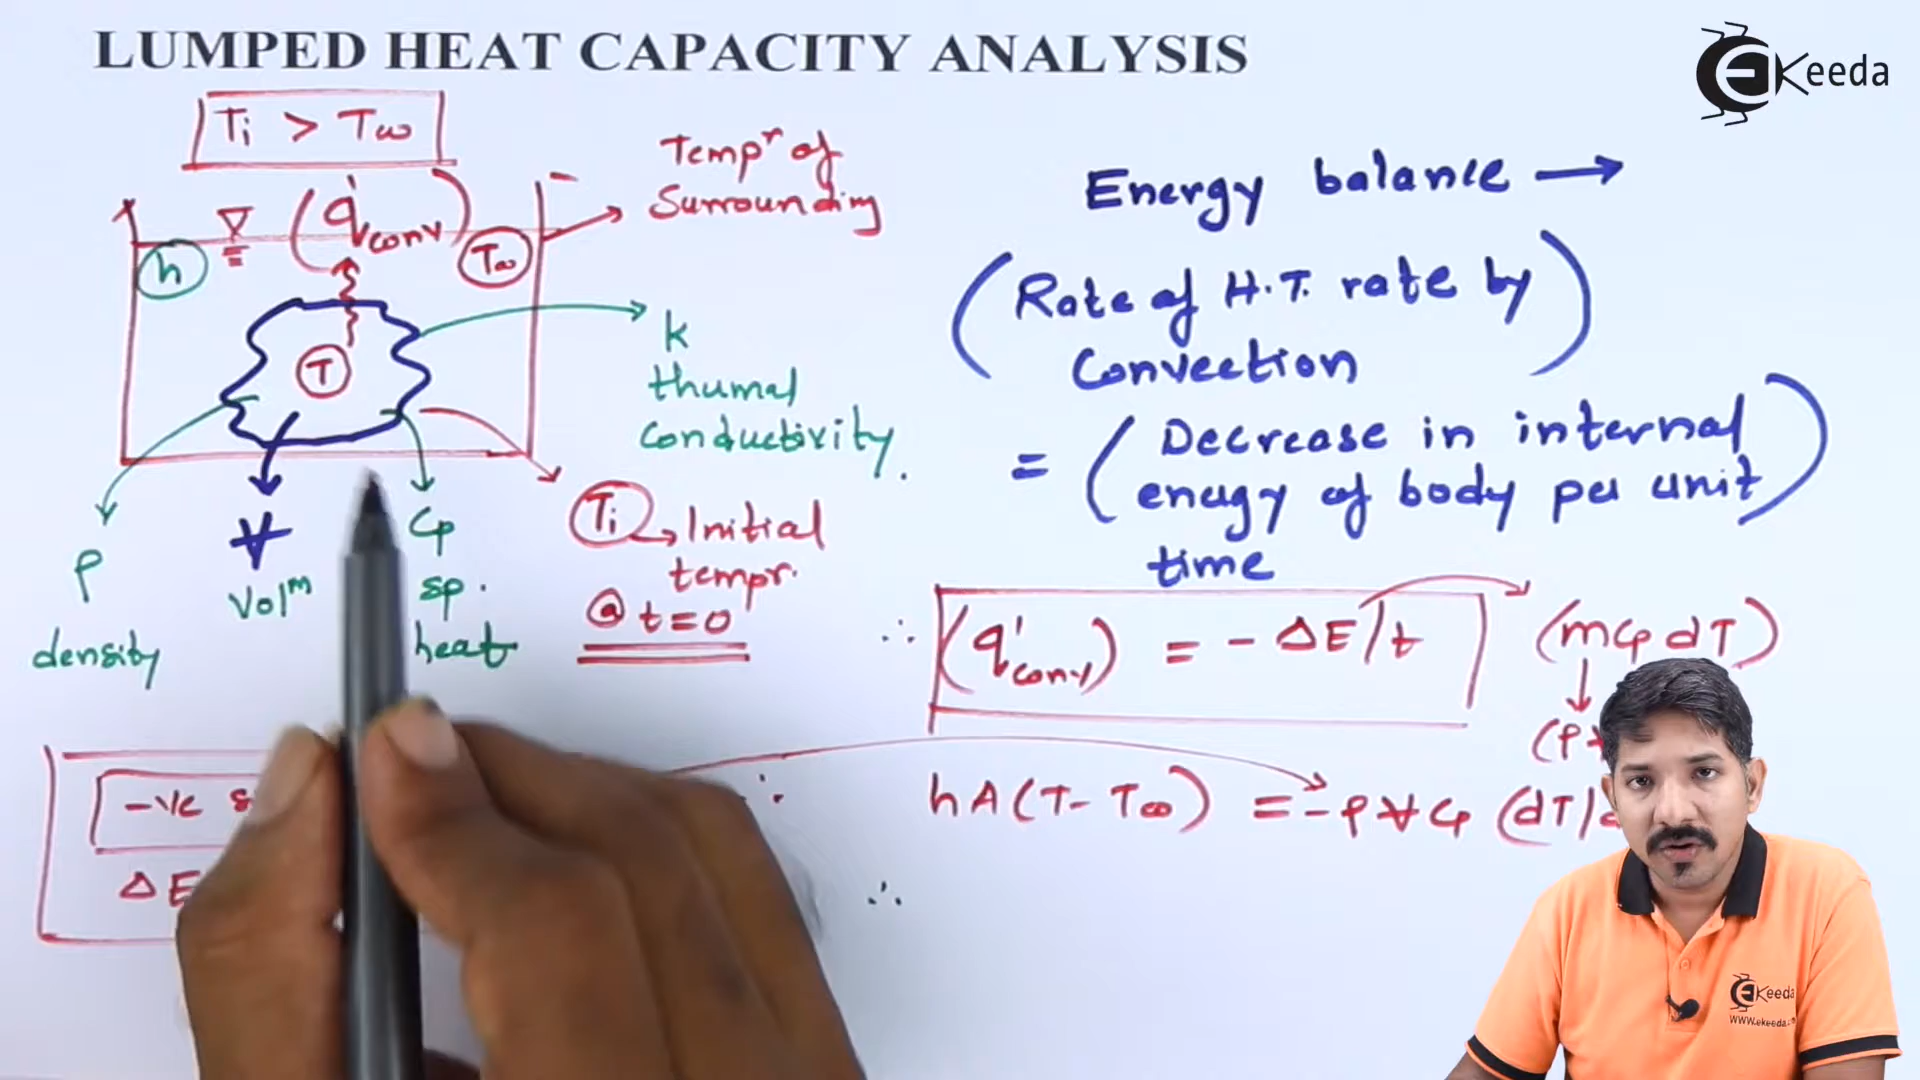 LUMPED HEAT CAPACITY ANALYSIS
Keeda
Ti > T∞
Tempr of
Surrounding
(q̇conv)
h
T∞
T
k
thermal
conductivity.
Ti → Initial
tempr.
@ t=0
ρ
density
V
Volm
Cp
sp.
heat
Energy balance →
(Rate of H.T. rate by
Convection)
= (Decrease in internal
energy of body per unit
time)
∴ (q̇conv) = - ΔE/t
(mCp dT)
(ρ
-ve
ΔE
∴ hA(T- T∞) = -ρVCp (dT/
∴
Keeda